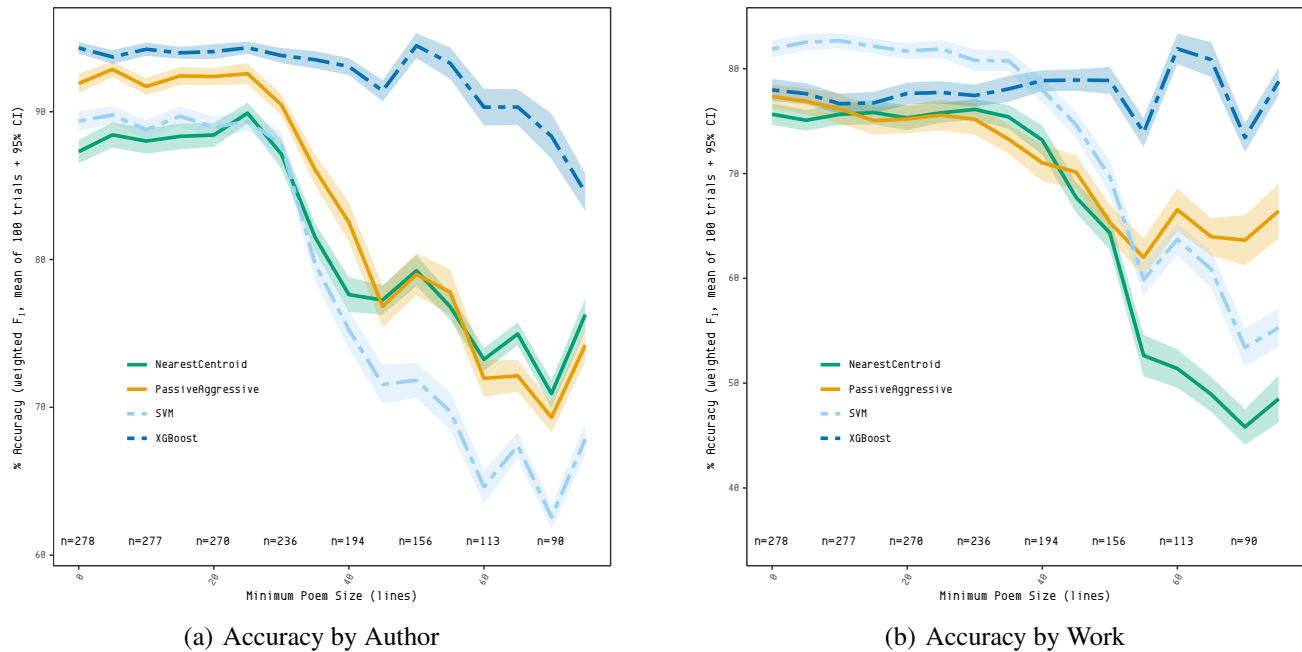 % Accuracy (weighted F₁, mean of 100 trials + 95% CI)
90
80
70
60
NearestCentroid
PassiveAggressive
SVM
XGBoost
n=278 n=277 n=270 n=236 n=194 n=156 n=113 n=90
0 20 40 60
Minimum Poem Size (lines)
(a) Accuracy by Author
% Accuracy (weighted F₁, mean of 100 trials + 95% CI)
80
70
60
50
40
NearestCentroid
PassiveAggressive
SVM
XGBoost
n=278 n=277 n=270 n=236 n=194 n=156 n=113 n=90
0 20 40 60
Minimum Poem Size (lines)
(b) Accuracy by Work